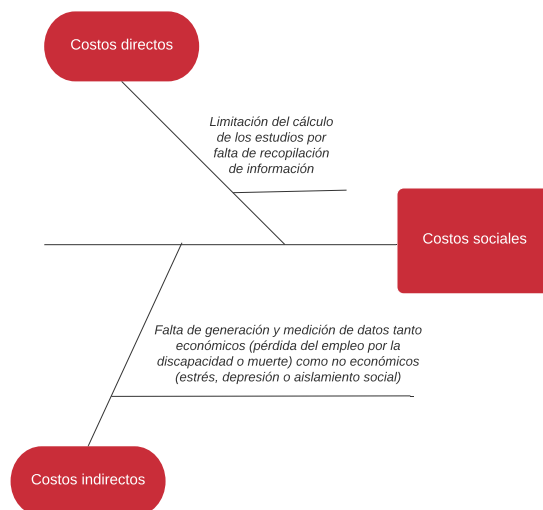 Costos directos
Limitación del cálculo
de los estudios por
falta de recopilación
de información
Costos sociales
Falta de generación y medición de datos tanto
económicos (pérdida del empleo por la
discapacidad o muerte) como no económicos
(estrés, depresión o aislamiento social)
Costos indirectos